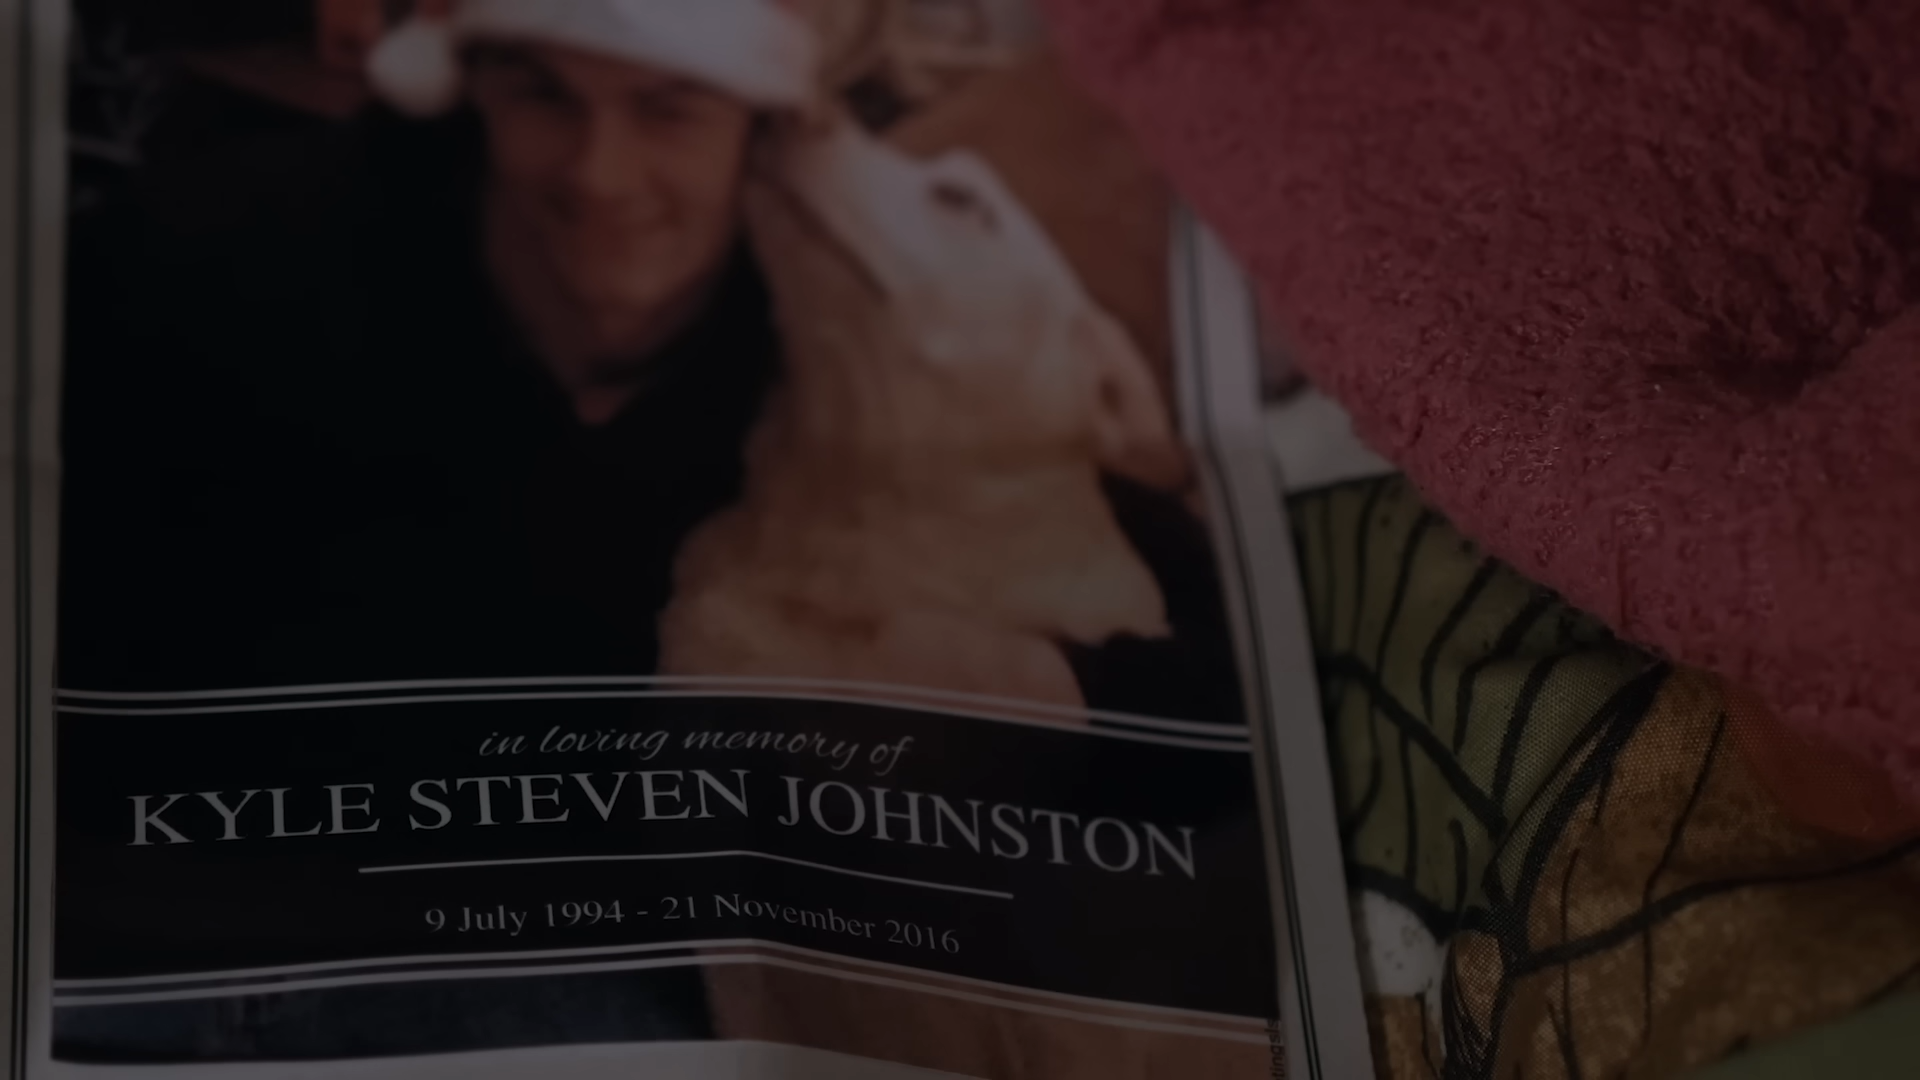 in loving memory of
KYLE STEVEN JOHNSTON
9 July 1994 - 21 November 2016